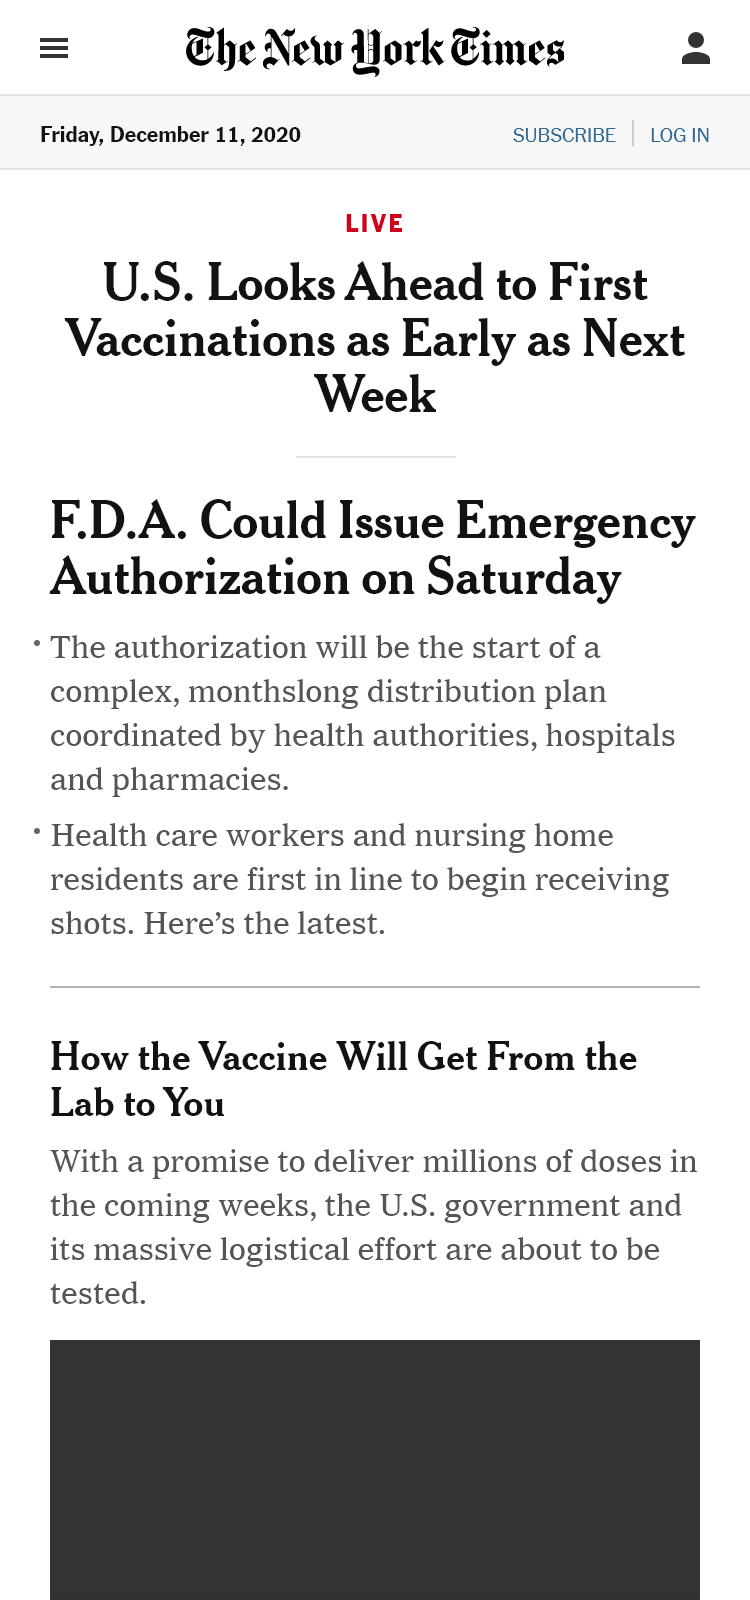 The New York Times
Friday, December 11, 2020
SUBSCRIBE
LOG IN
LIVE
U.S. Looks Ahead to First
Vaccinations as Early as Next
Week
F.D.A. Could Issue Emergency
Authorization on Saturday
• The authorization will be the start of a
complex, monthslong distribution plan
coordinated by health authorities, hospitals
and pharmacies.
• Health care workers and nursing home
residents are first in line to begin receiving
shots. Here’s the latest.
How the Vaccine Will Get From the
Lab to You
With a promise to deliver millions of doses in
the coming weeks, the U.S. government and
its massive logistical effort are about to be
tested.